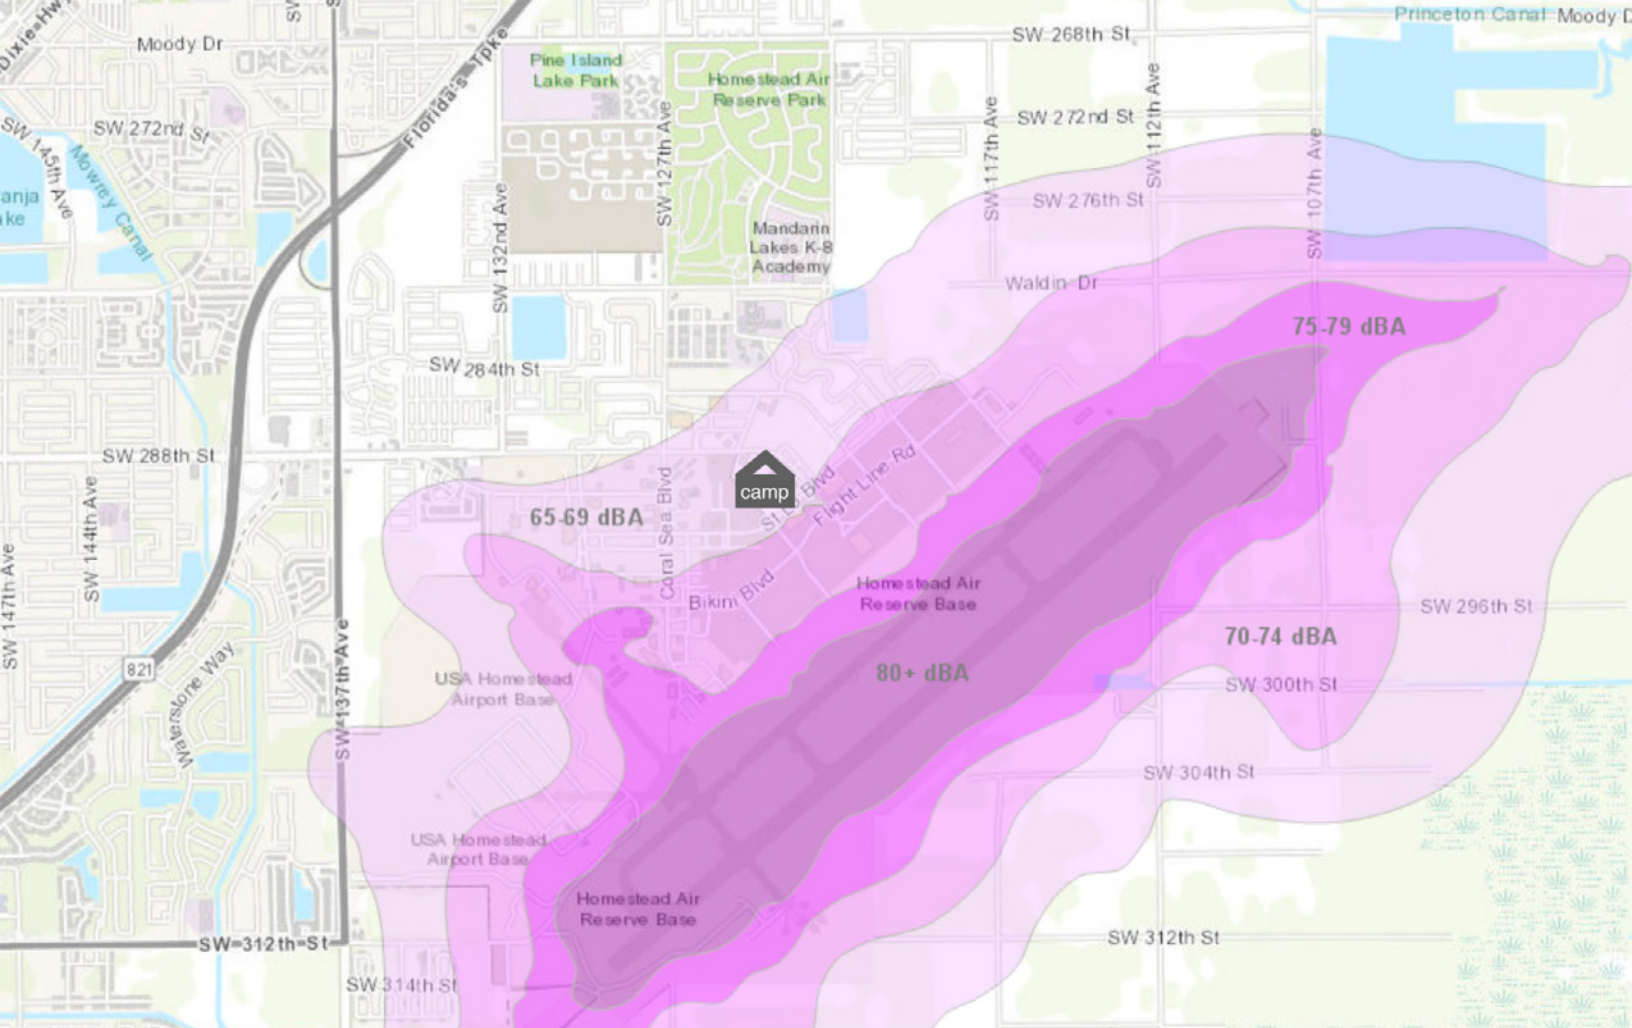 Princeton Canal
Moody D
SW
S
Dixie Hwy
Moody Dr
Florida's Tpke
SW 268th St
Pine Island
Lake Park
Homestead Air
Reserve Park
SW 272nd St
SW 112th Ave
SW 117th Ave
SW 272nd St
SW 145th Ave
Mowrey Canal
SW 127th Ave
SW 107th Ave
anja
ke
SW 132nd Ave
SW 276th St
Mandarin
Lakes K-8
Academy
Waldin Dr
75-79 dBA
SW 284th St
SW 288th St
camp
St Lo Blvd
Flight Line Rd
65-69 dBA
Coral Sea Blvd
SW 144th Ave
SW 147th Ave
Bikini Blvd
Homestead Air
Reserve Base
SW 296th St
70-74 dBA
821
Waterstone Way
SW 137th Ave
USA Homestead
Airport Base
80+ dBA
SW 300th St
SW 304th St
USA Homestead
Airport Base
Homestead Air
Reserve Base
SW 312th St
SW 312th St
SW 314th St